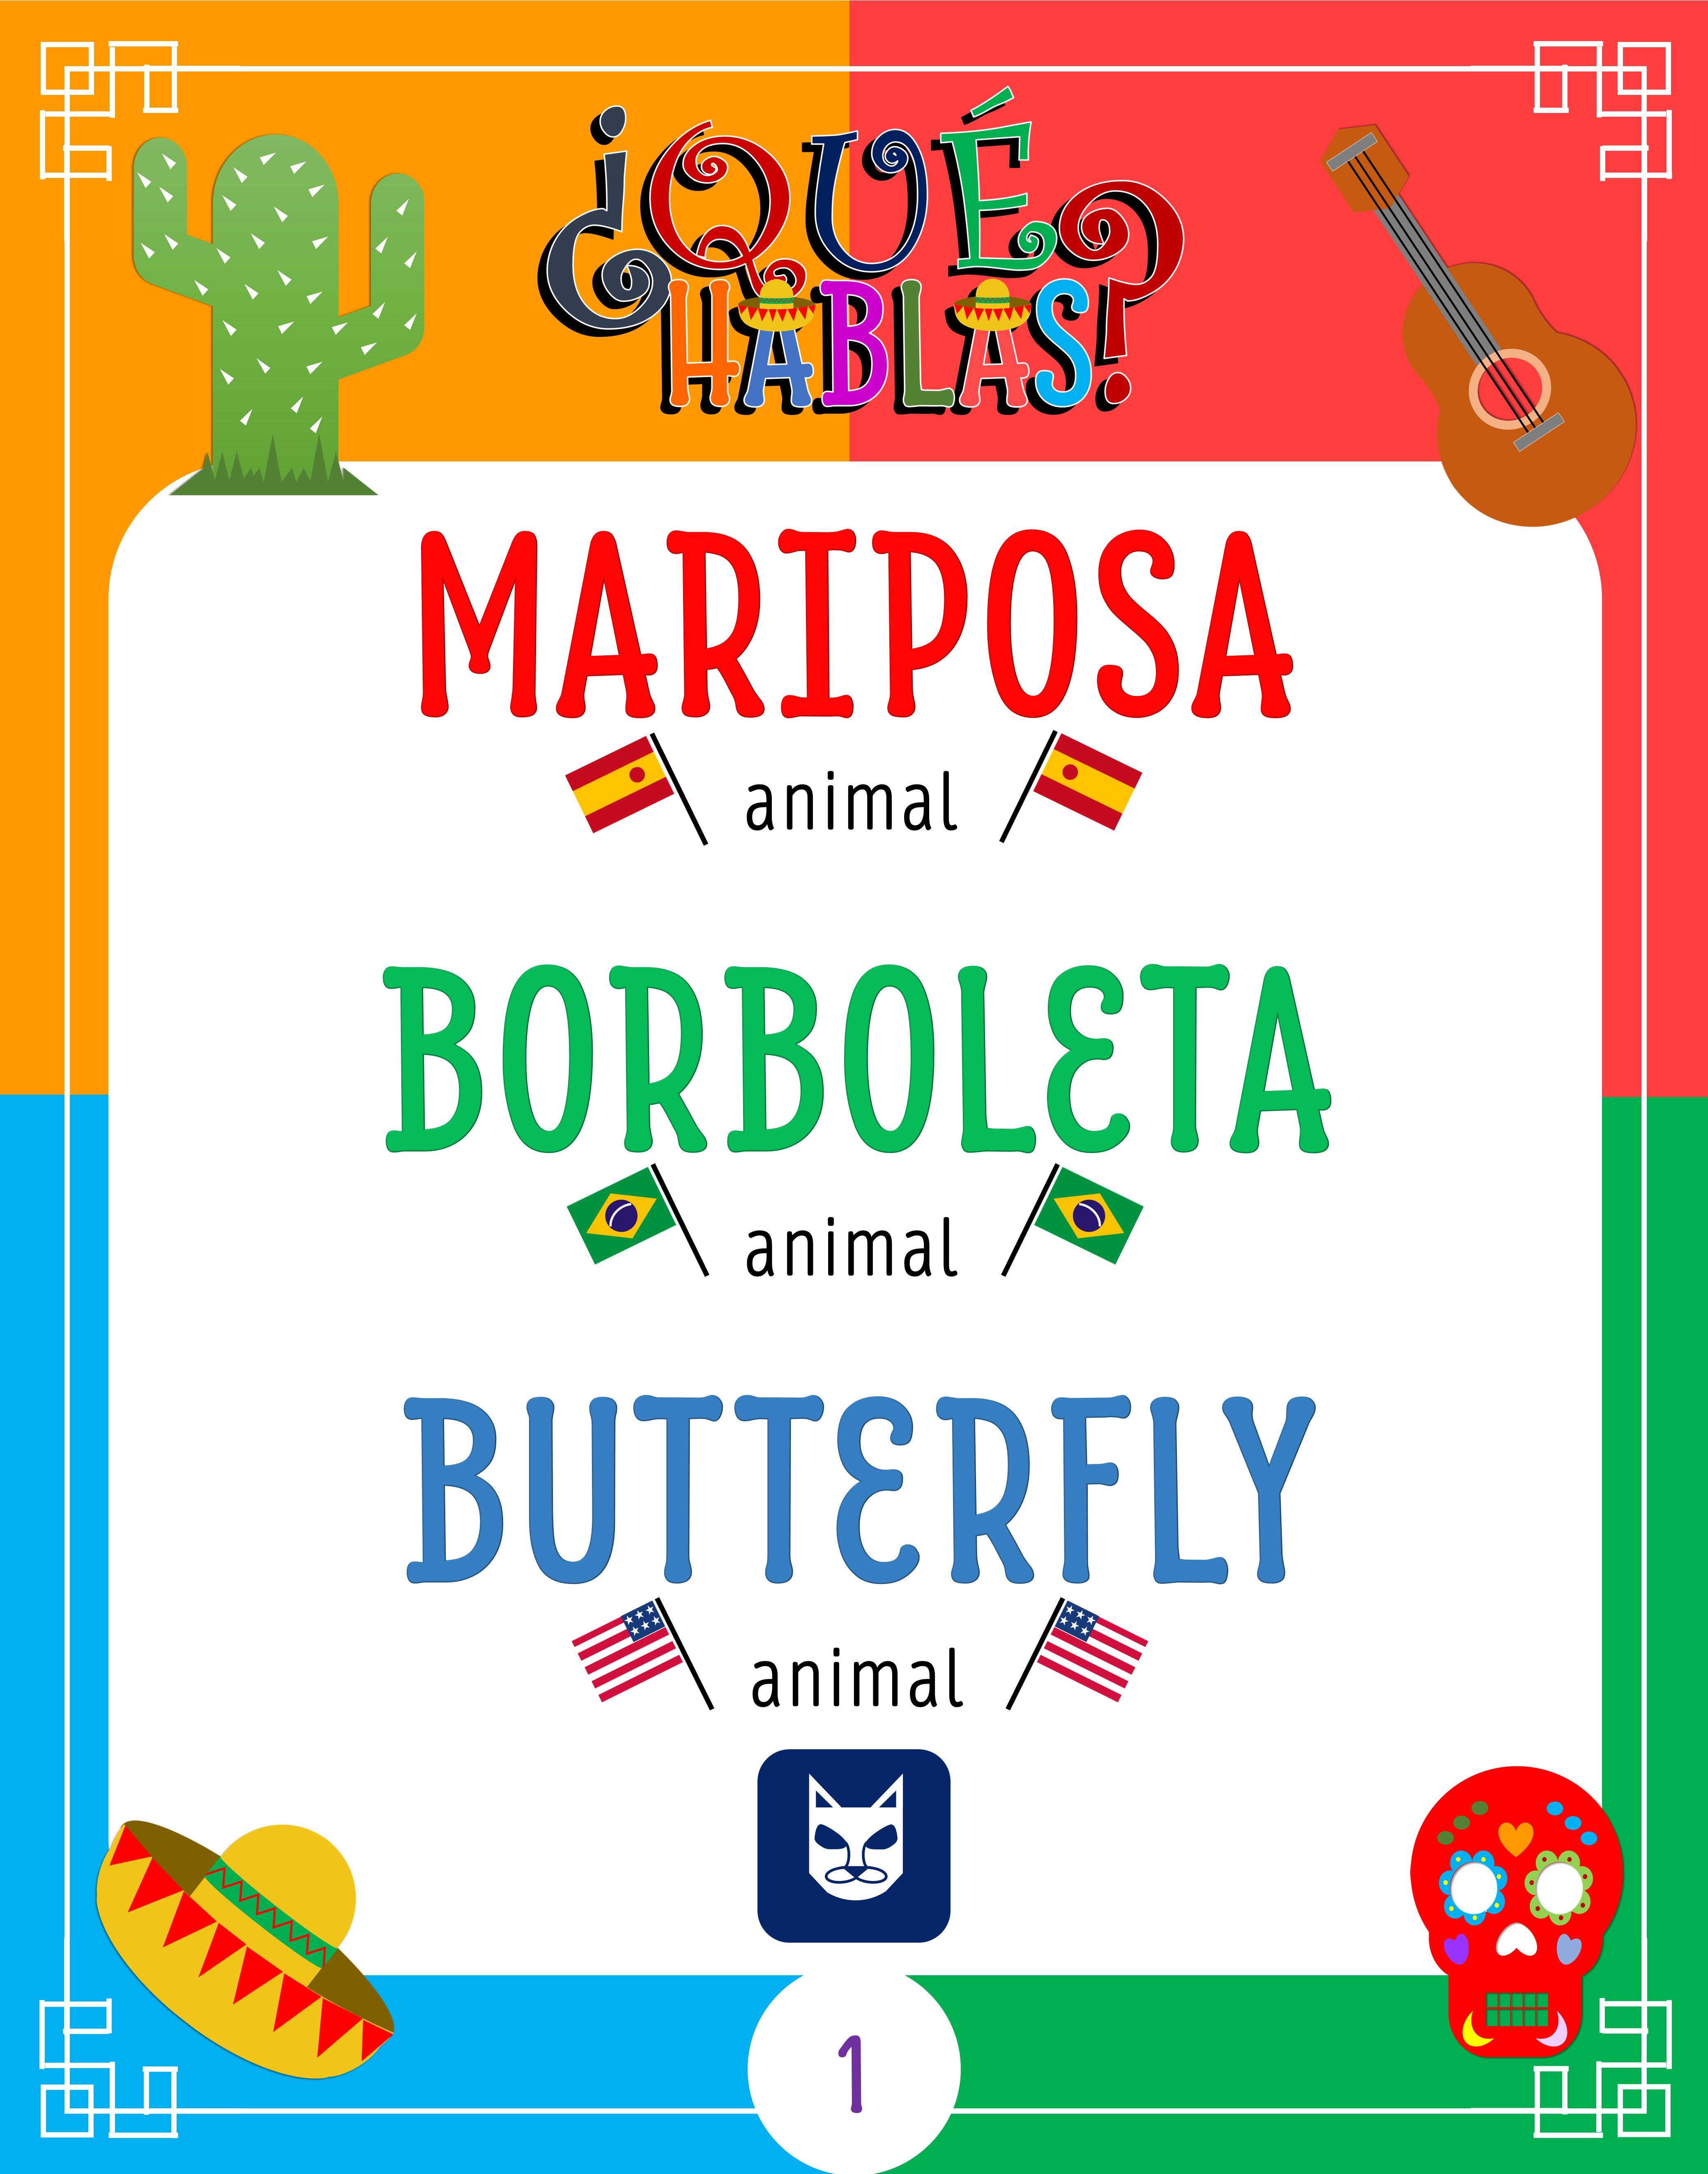 ¿QUÉ?
HABLAS!
MARIPOSA
animal
BORBOLETA
animal
BUTTERFLY
animal
1